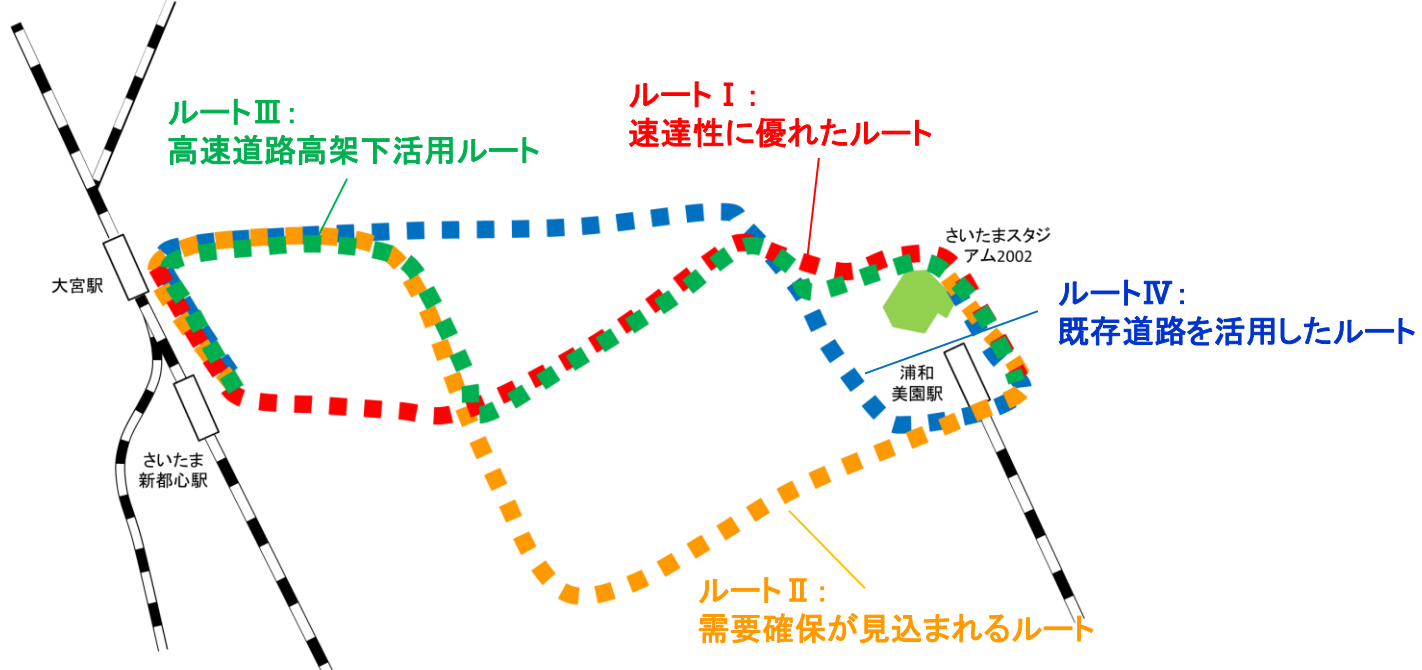 ルートⅠ：
速達性に優れたルート
ルートⅢ：
高速道路高架下活用ルート
さいたまスタジ
アム2002
大宮駅
ルートⅣ：
既存道路を活用したルート
浦和
美園駅
さいたま
新都心駅
ルートⅡ：
需要確保が見込まれるルート